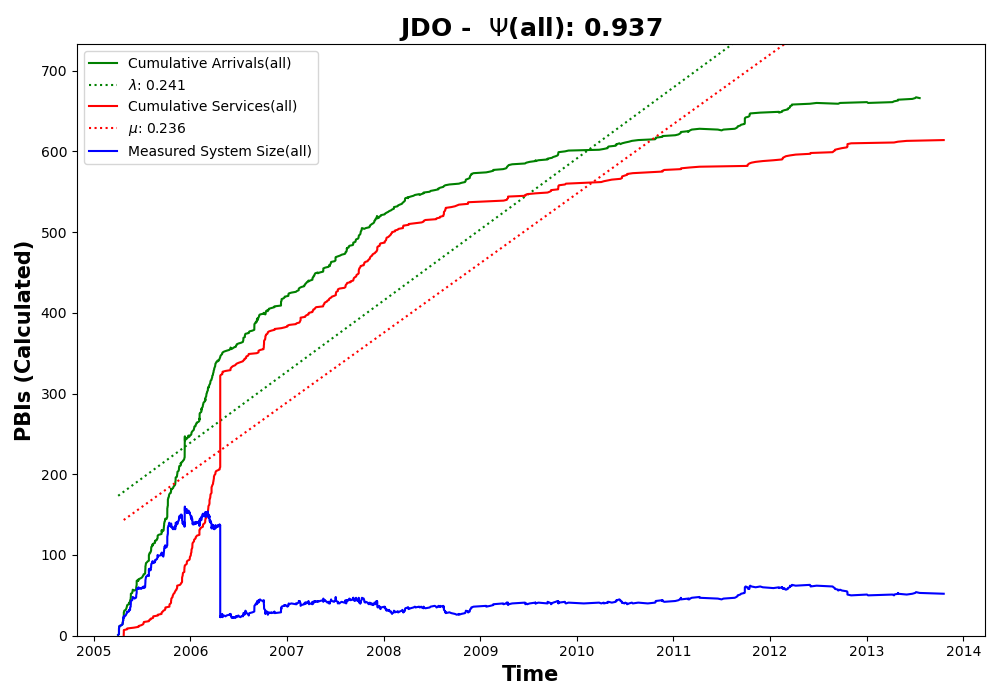 JDO - Ψ(all): 0.937
Cumulative Arrivals(all)
λ: 0.241
Cumulative Services(all)
μ: 0.236
Measured System Size(all)
PBIs (Calculated)
700
600
500
400
300
200
100
0
2005 2006 2007 2008 2009 2010 2011 2012 2013 2014
Time